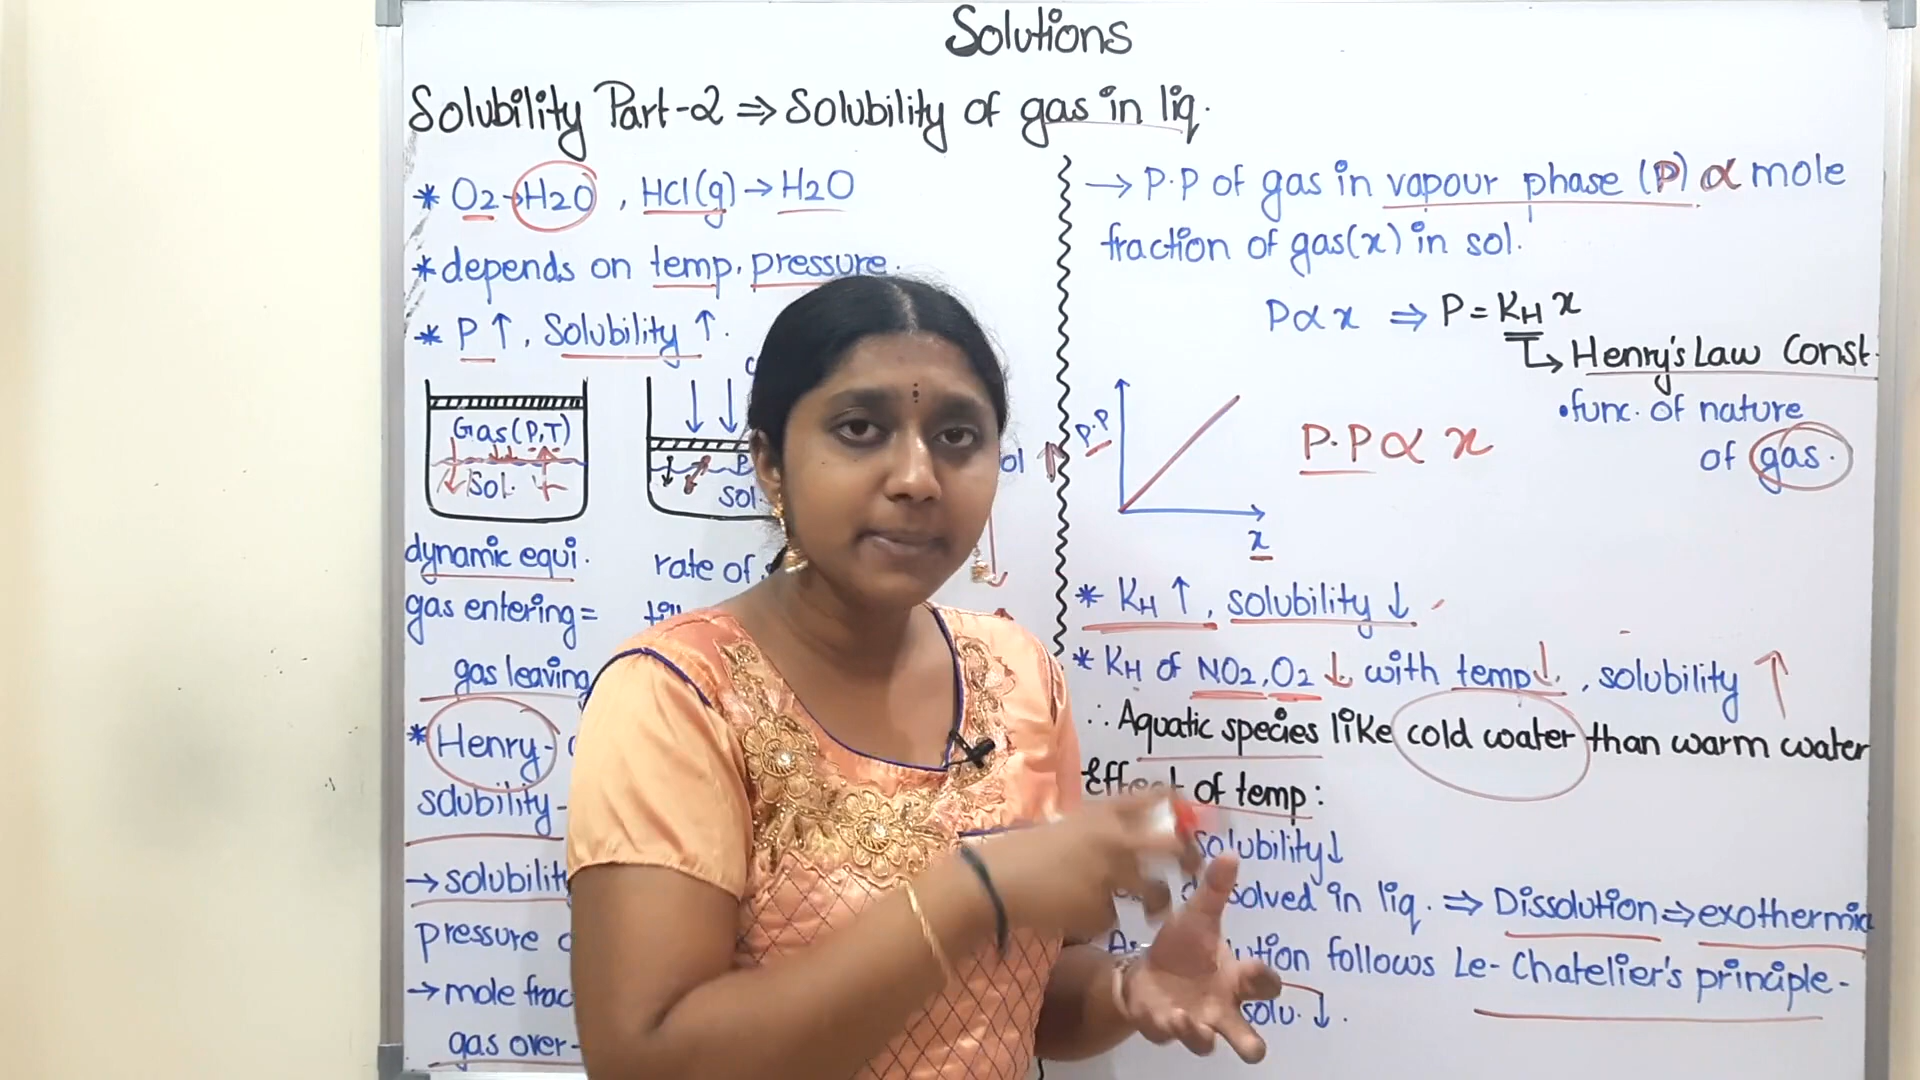 Solutions
Solubility Part-2 ⇒ Solubility of gas in liq.
* O2→H2O , HCl(g)→H2O
* depends on temp, pressure.
* P↑, Solubility ↑.
Gas(P,T)
Sol.
Sol.
dynamic equi.
gas entering =
gas leaving
rate of
* Henry-
solubility-
→ solubility
pressure
→ mole frac
gas over-
→ P.P of gas in vapour phase (P) ∝ mole
fraction of gas(x) in sol.
P∝x ⇒ P = KH x
↳ Henry's Law Const.
• func. of nature
of gas.
P.P
x
P.P ∝ x
* KH ↑, solubility ↓
* KH of NO2, O2 ↓ with temp↓, solubility ↑
∴ Aquatic species like cold water than warm water
Effect of temp:
solubility↓
solved in liq. ⇒ Dissolution ⇒ exothermic
ution follows Le-Chatelier's principle-
solu. ↓.